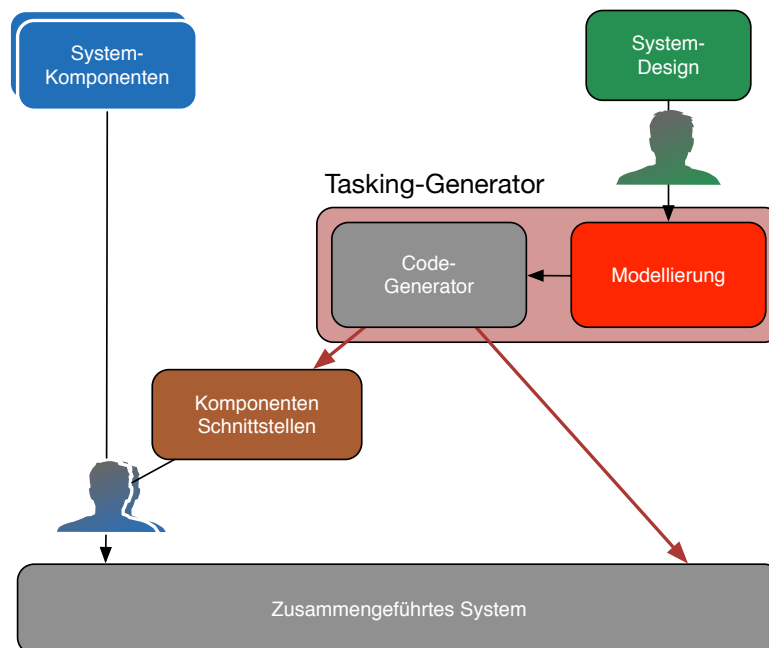 System-
Komponenten
System-
Design
Tasking-Generator
Code-
Generator
Modellierung
Komponenten
Schnittstellen
Zusammengeführtes System